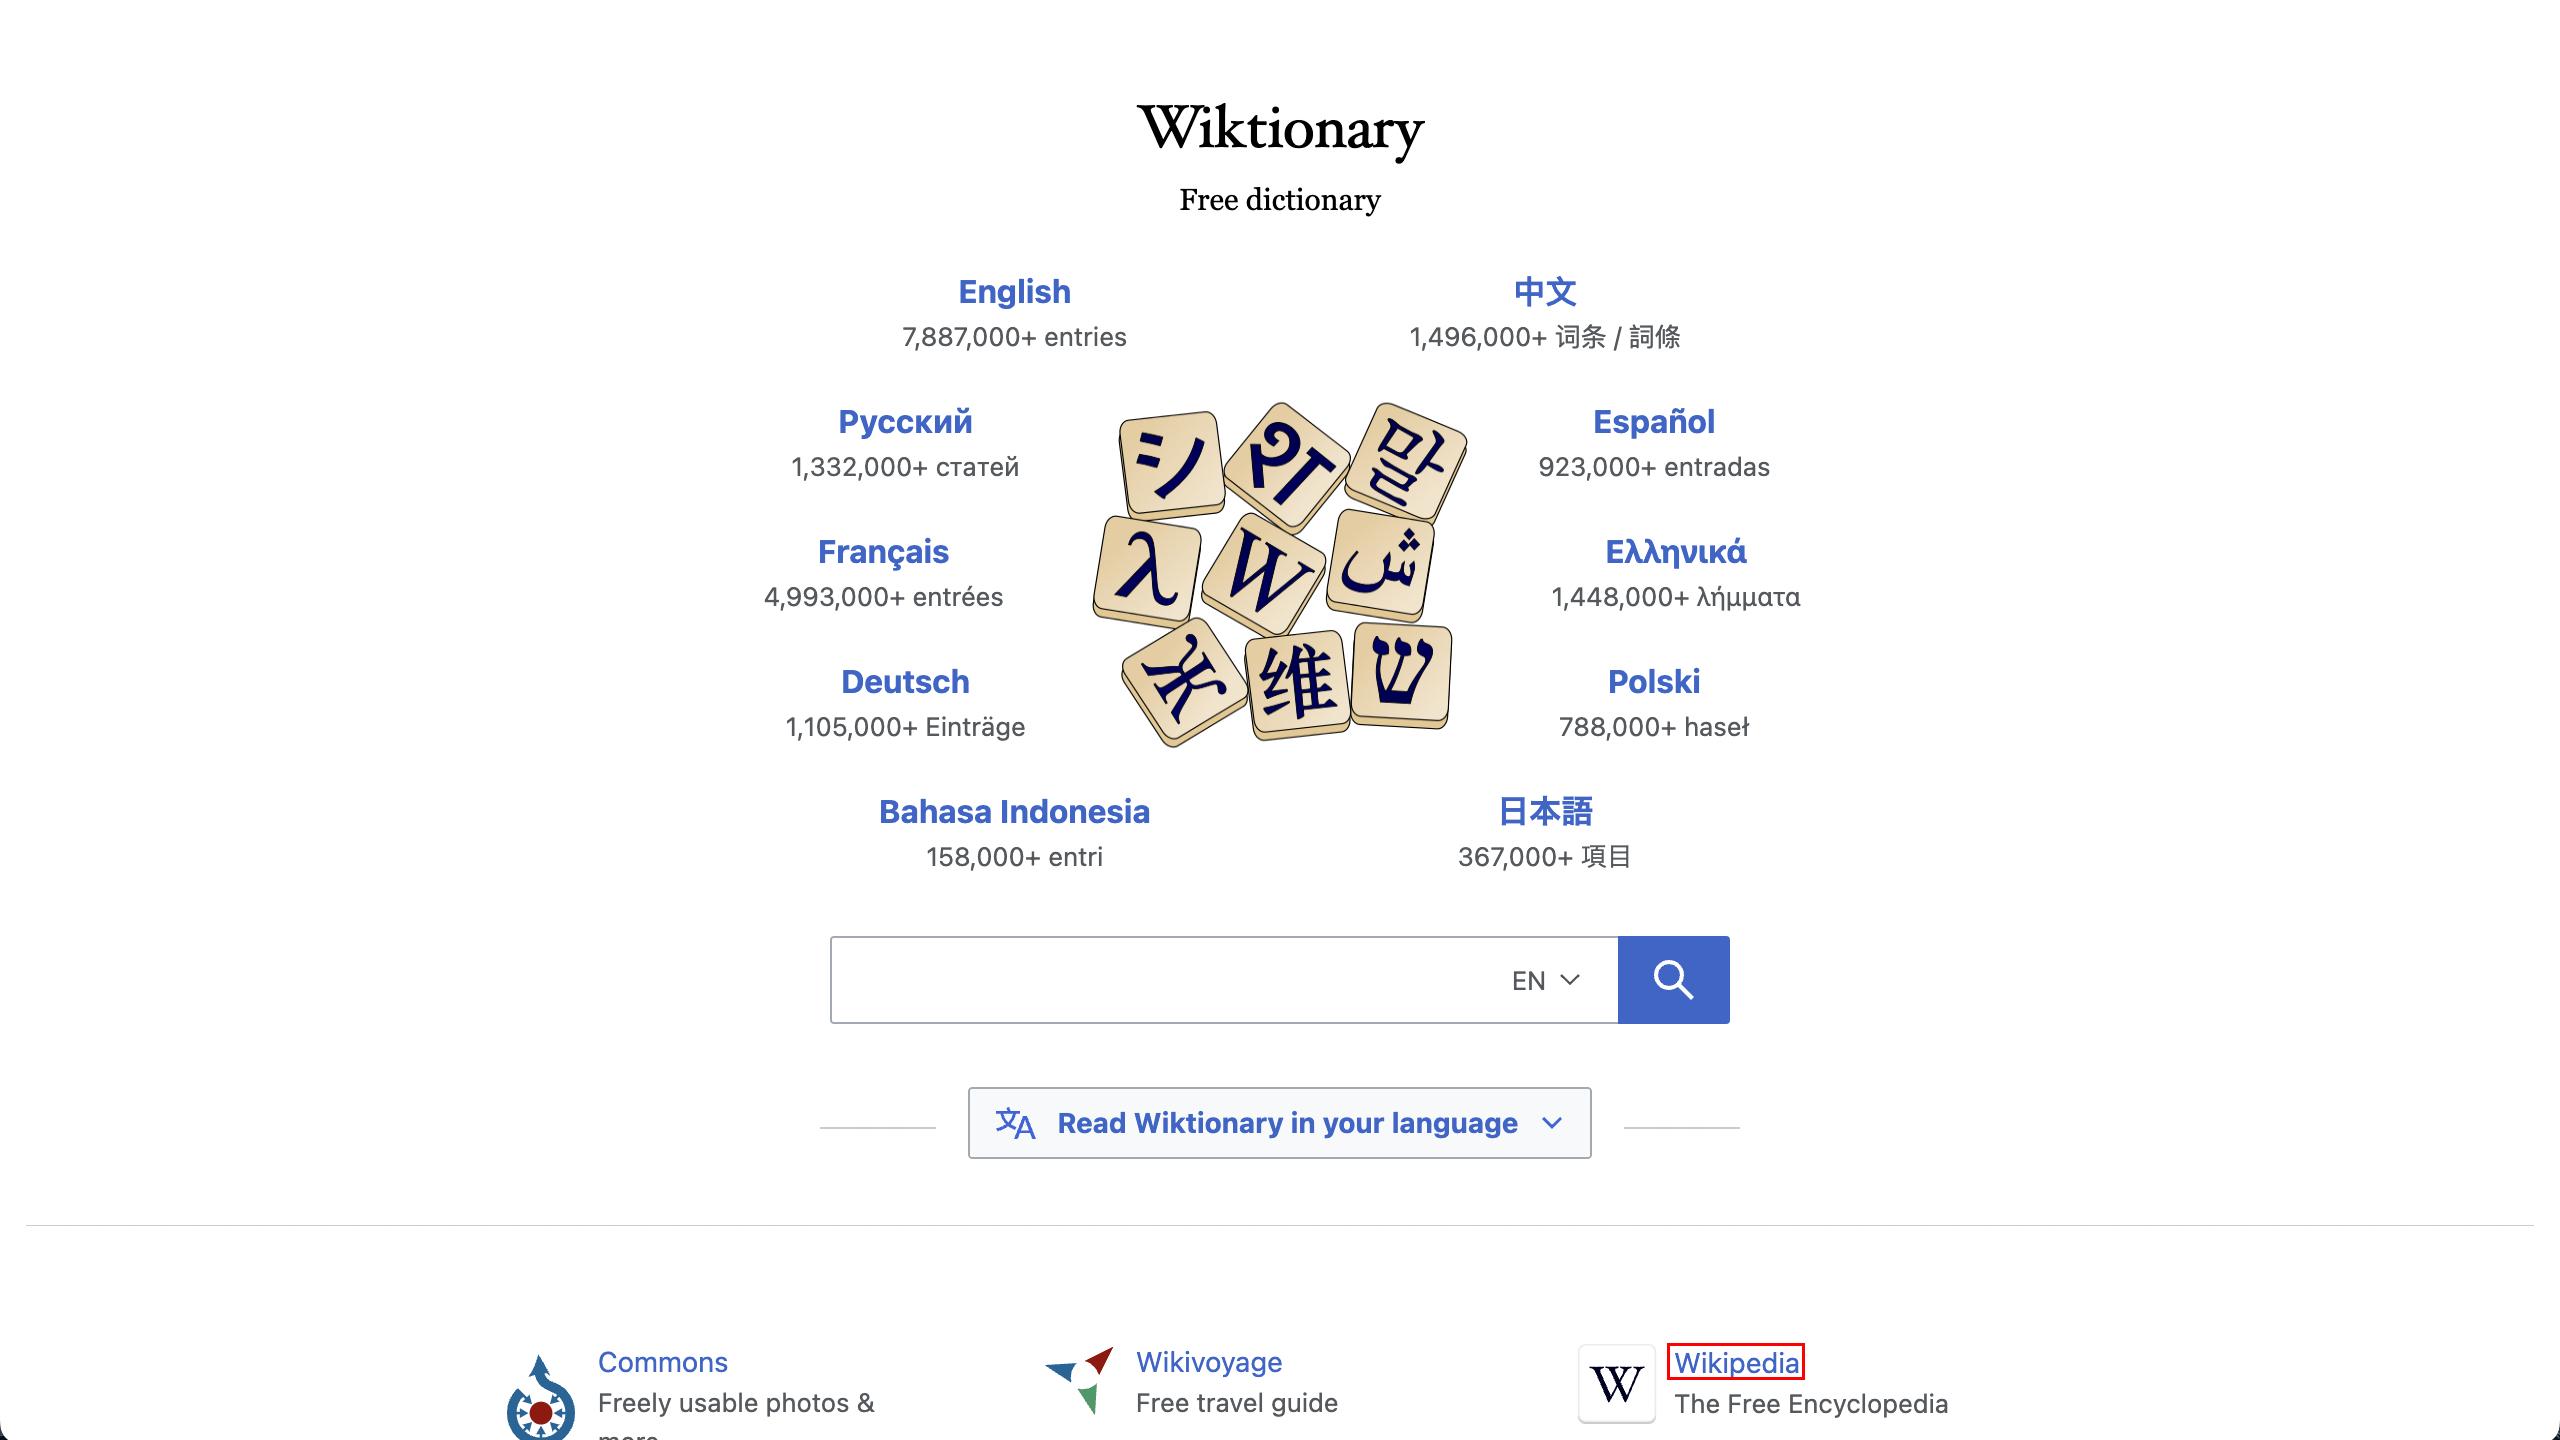 Wiktionary
Free dictionary
English
7,887,000+ entries
中文
1,496,000+ 词条 / 詞條
Русский
1,332,000+ статей
Español
923,000+ entradas
Français
4,993,000+ entrées
Ελληνικά
1,448,000+ λήμματα
Deutsch
1,105,000+ Einträge
Polski
788,000+ haseł
Bahasa Indonesia
158,000+ entri
日本語
367,000+ 項目
シ शा 말
λ W ش
Ж 维 ש
EN
文A Read Wiktionary in your language
Commons
Freely usable photos &
Wikivoyage
Free travel guide
W
Wikipedia
The Free Encyclopedia